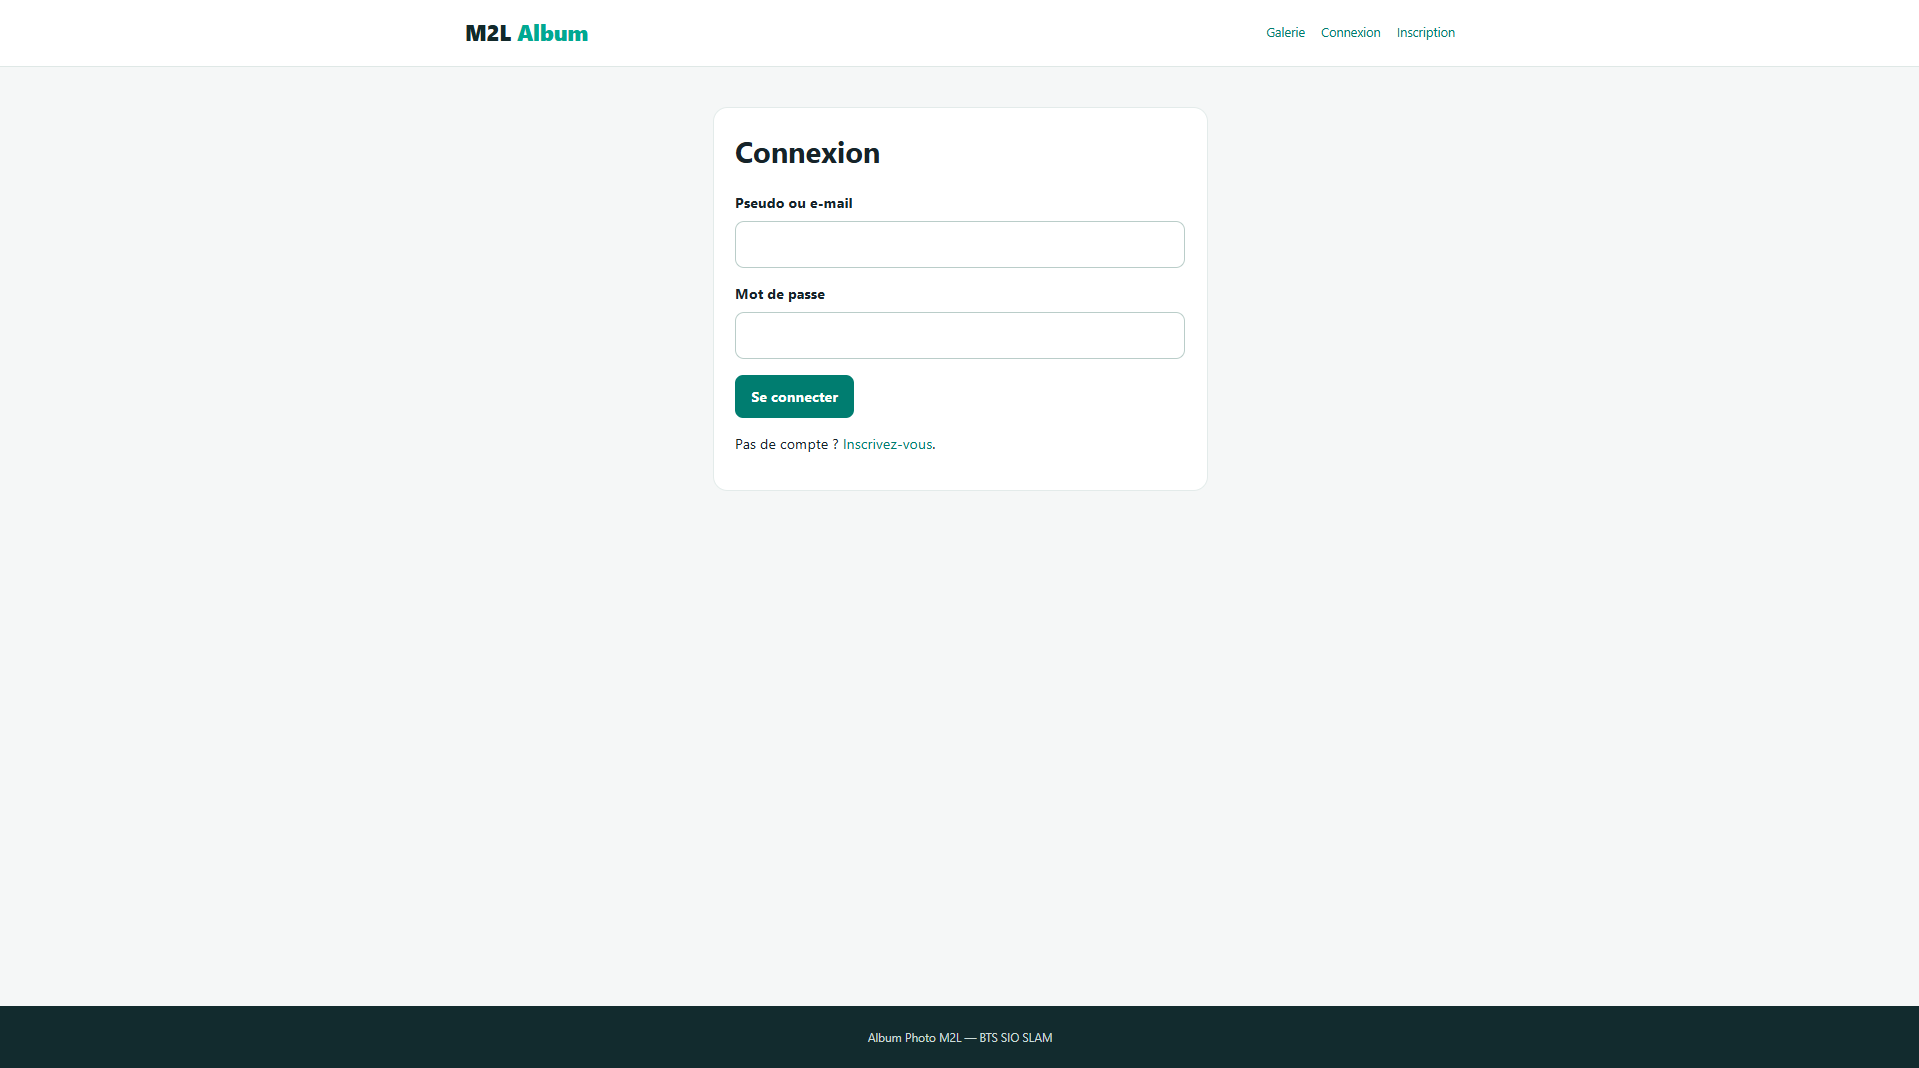 M2L Album
Galerie Connexion Inscription
Connexion
Pseudo ou e-mail
Mot de passe
Se connecter
Pas de compte ? Inscrivez-vous.
Album Photo M2L — BTS SIO SLAM